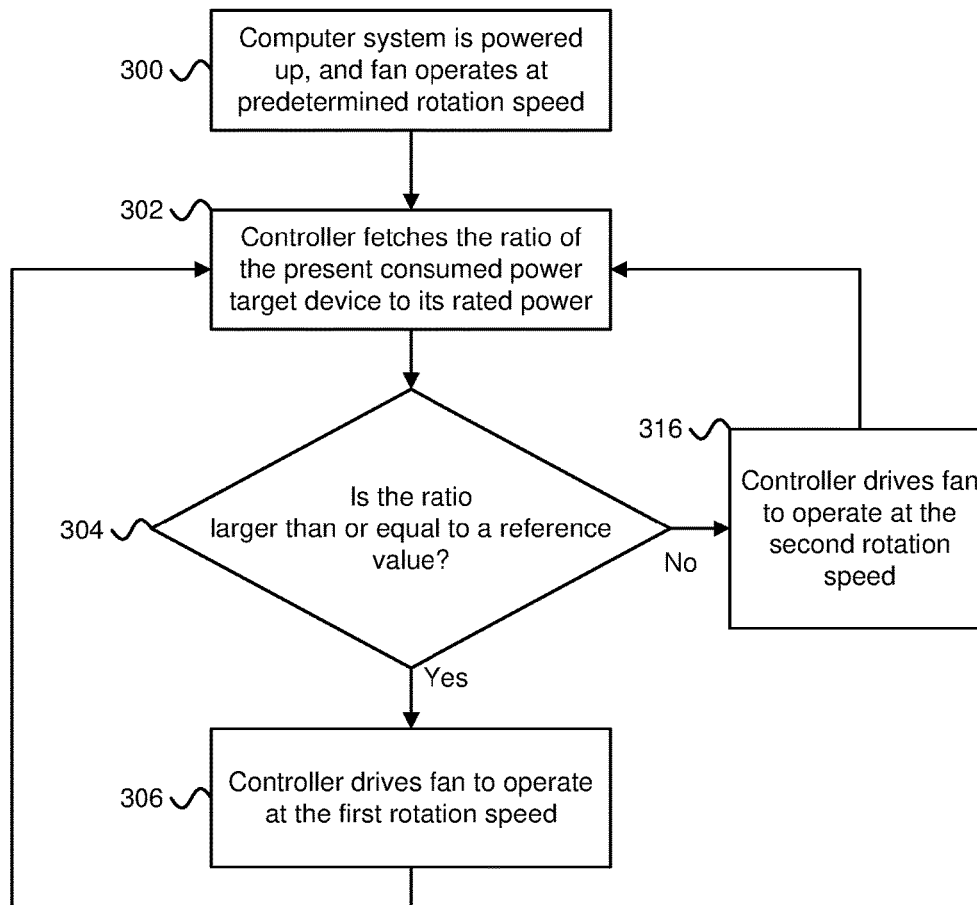 300
Computer system is powered
up, and fan operates at
predetermined rotation speed
302
Controller fetches the ratio of
the present consumed power
target device to its rated power
304
Is the ratio
larger than or equal to a reference
value?
No
316
Controller drives fan
to operate at the
second rotation
speed
Yes
306
Controller drives fan to operate
at the first rotation speed